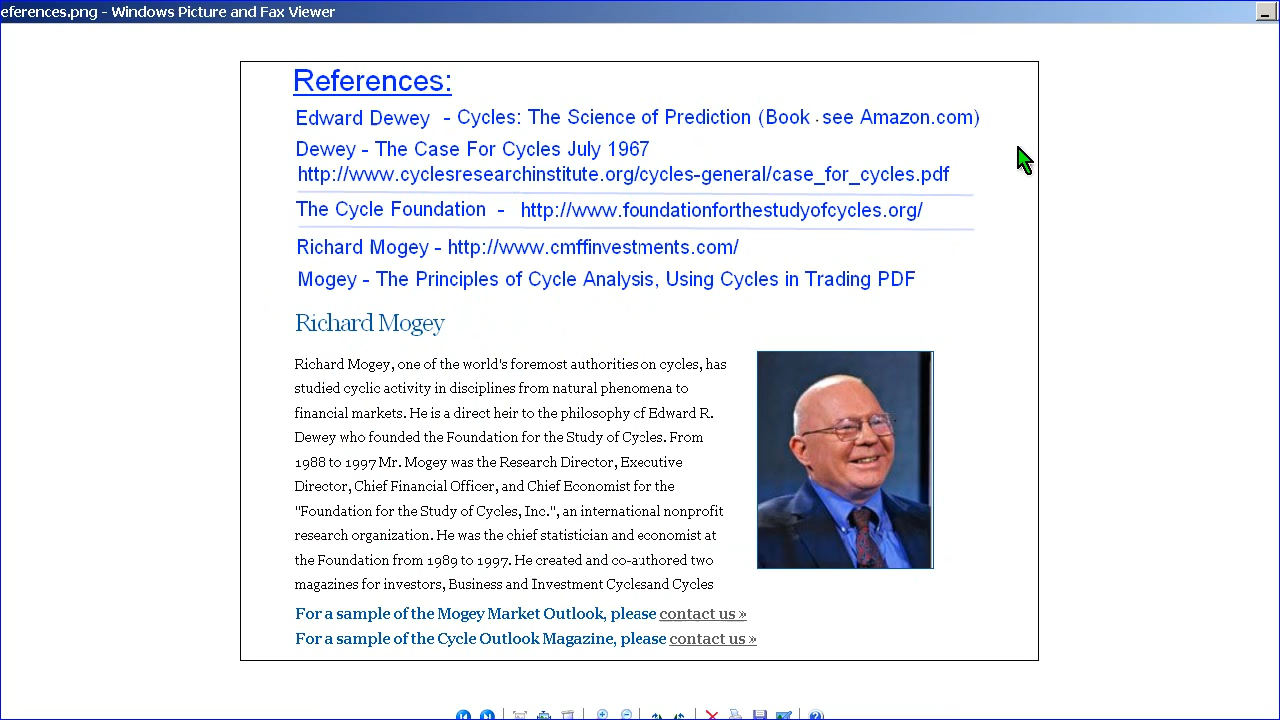 eferences.png - Windows Picture and Fax Viewer
References:
Edward Dewey - Cycles: The Science of Prediction (Book - see Amazon.com)
Dewey - The Case For Cycles July 1967
http://www.cyclesresearchinstitute.org/cycles-general/case_for_cycles.pdf
The Cycle Foundation - http://www.foundationforthestudyofcycles.org/
Richard Mogey - http://www.cmffinvestments.com/
Mogey - The Principles of Cycle Analysis, Using Cycles in Trading PDF
Richard Mogey
Richard Mogey, one of the world's foremost authorities on cycles, has
studied cyclic activity in disciplines from natural phenomena to
financial markets. He is a direct heir to the philosophy of Edward R.
Dewey who founded the Foundation for the Study of Cycles. From
1988 to 1997 Mr. Mogey was the Research Director, Executive
Director, Chief Financial Officer, and Chief Economist for the
"Foundation for the Study of Cycles, Inc.", an international nonprofit
research organization. He was the chief statistician and economist at
the Foundation from 1989 to 1997. He created and co-authored two
magazines for investors, Business and Investment Cyclesand Cycles
For a sample of the Mogey Market Outlook, please contact us »
For a sample of the Cycle Outlook Magazine, please contact us »